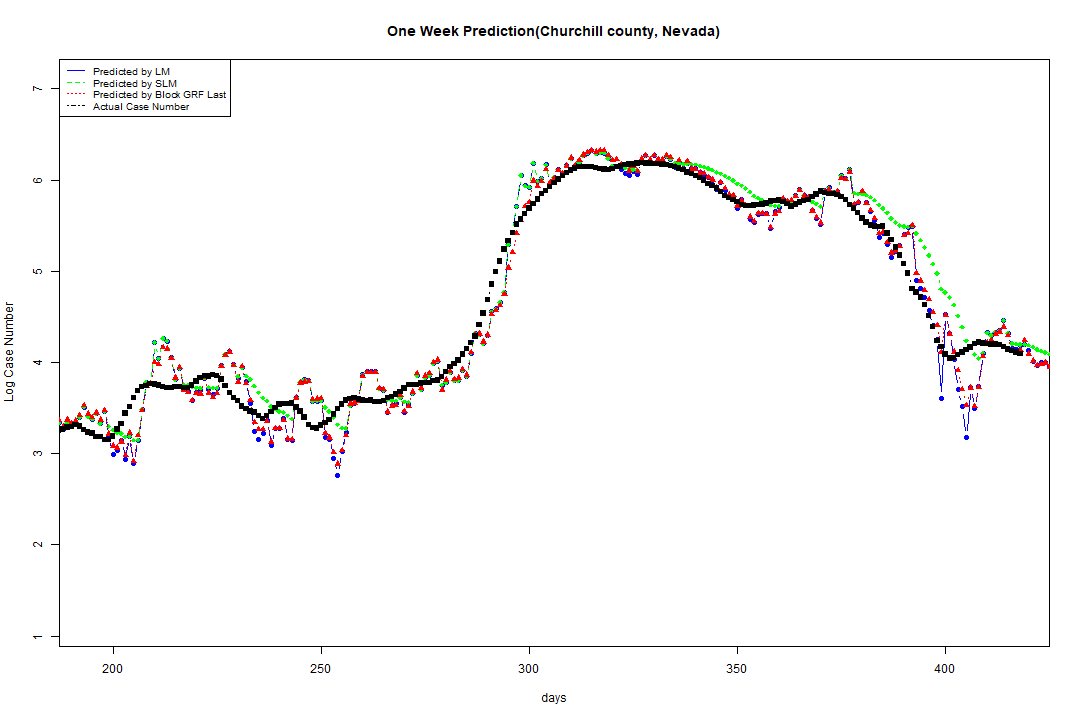 One Week Prediction(Churchill county, Nevada)
Predicted by LM
Predicted by SLM
Predicted by Block GRF Last
Actual Case Number
7
6
5
4
3
2
1
Log Case Number
200 250 300 350 400
days